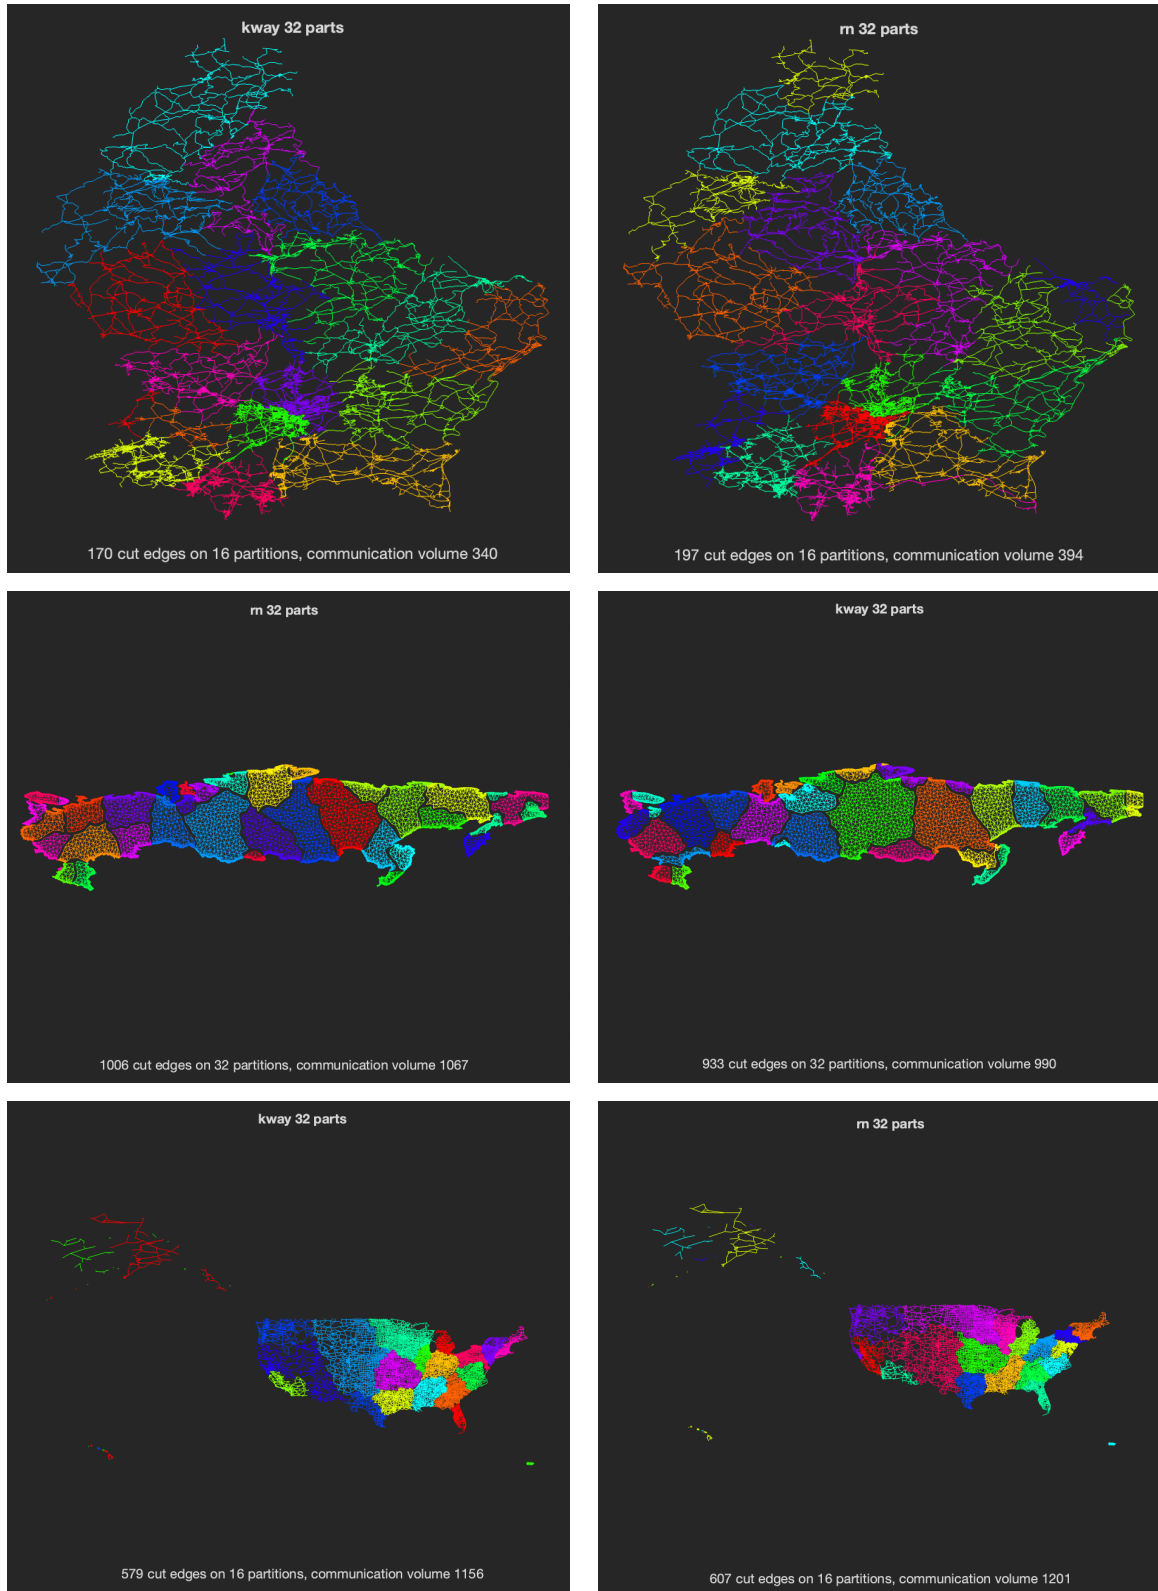 kway 32 parts
rn 32 parts
170 cut edges on 16 partitions, communication volume 340
197 cut edges on 16 partitions, communication volume 394
rn 32 parts
kway 32 parts
1006 cut edges on 32 partitions, communication volume 1067
933 cut edges on 32 partitions, communication volume 990
kway 32 parts
rn 32 parts
579 cut edges on 16 partitions, communication volume 1156
607 cut edges on 16 partitions, communication volume 1201